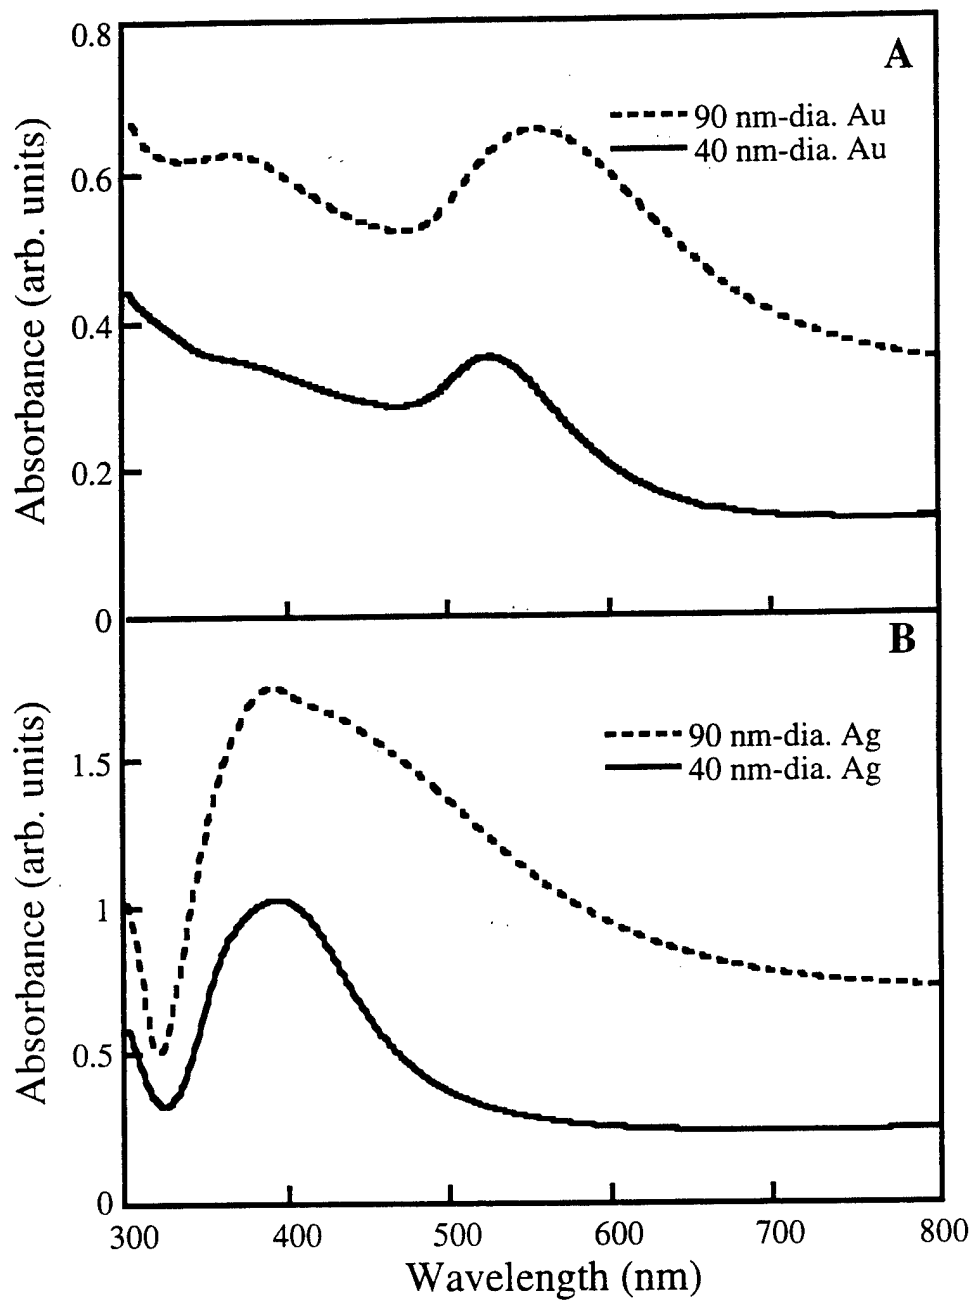 0.8
A
90 nm-dia. Au
40 nm-dia. Au
0.6
0.4
0.2
0
Absorbance (arb. units)
B
90 nm-dia. Ag
40 nm-dia. Ag
1.5
1
0.5
0
Absorbance (arb. units)
300 400 500 600 700 800
Wavelength (nm)